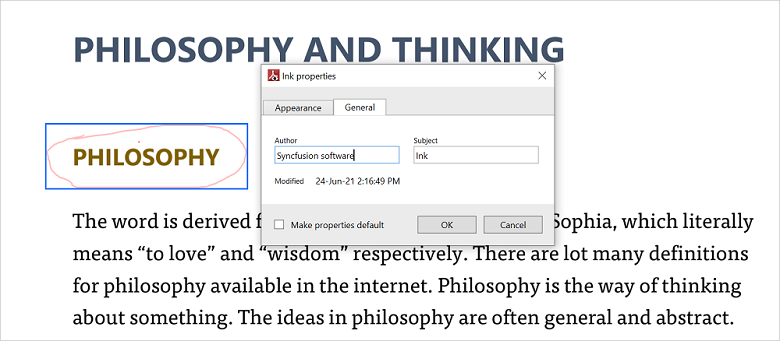 PHILOSOPHY AND THINKING
Ink properties
Appearance
General
Author
Subject
Syncfusion software
Ink
Modified 24-Jun-21 2:16:49 PM
Make properties default
OK
Cancel
PHILOSOPHY
The word is derived f Sophia, which literally
means “to love” and “wisdom” respectively. There are lot many definitions
for philosophy available in the internet. Philosophy is the way of thinking
about something. The ideas in philosophy are often general and abstract.